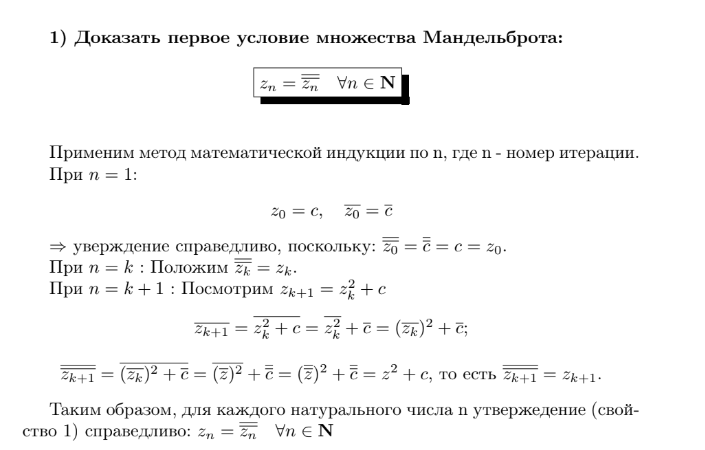 1) Доказать первое условие множества Мандельброта:
$z_n = \overline{\overline{z_n}} \quad \forall n \in \mathbf{N}$
Применим метод математической индукции по n, где n - номер итерации.
При $n = 1$:
$z_0 = c, \quad \overline{z_0} = \overline{c}$
$\Rightarrow$ уверждение справедливо, поскольку: $\overline{\overline{z_0}} = \overline{\overline{c}} = c = z_0$.
При $n = k$ : Положим $\overline{\overline{z_k}} = z_k$.
При $n = k + 1$ : Посмотрим $z_{k+1} = z_k^2 + c$
$\overline{z_{k+1}} = \overline{z_k^2 + c} = \overline{z_k^2} + \overline{c} = (\overline{z_k})^2 + \overline{c};$
$\overline{\overline{z_{k+1}}} = \overline{(\overline{z_k})^2 + \overline{c}} = \overline{(\overline{z})^2} + \overline{\overline{c}} = (\overline{\overline{z}})^2 + \overline{\overline{c}} = z^2 + c$, то есть $\overline{\overline{z_{k+1}}} = z_{k+1}$.
Таким образом, для каждого натурального числа n утвержедение (свой-
ство 1) справедливо: $z_n = \overline{\overline{z_n}} \quad \forall n \in \mathbf{N}$